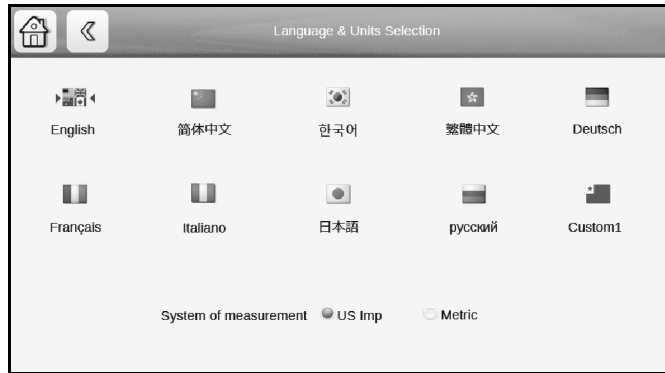 Language & Units Selection
English 简体中文 한국어 繁體中文 Deutsch
Français Italiano 日本語 русский Custom1
System of measurement US Imp Metric